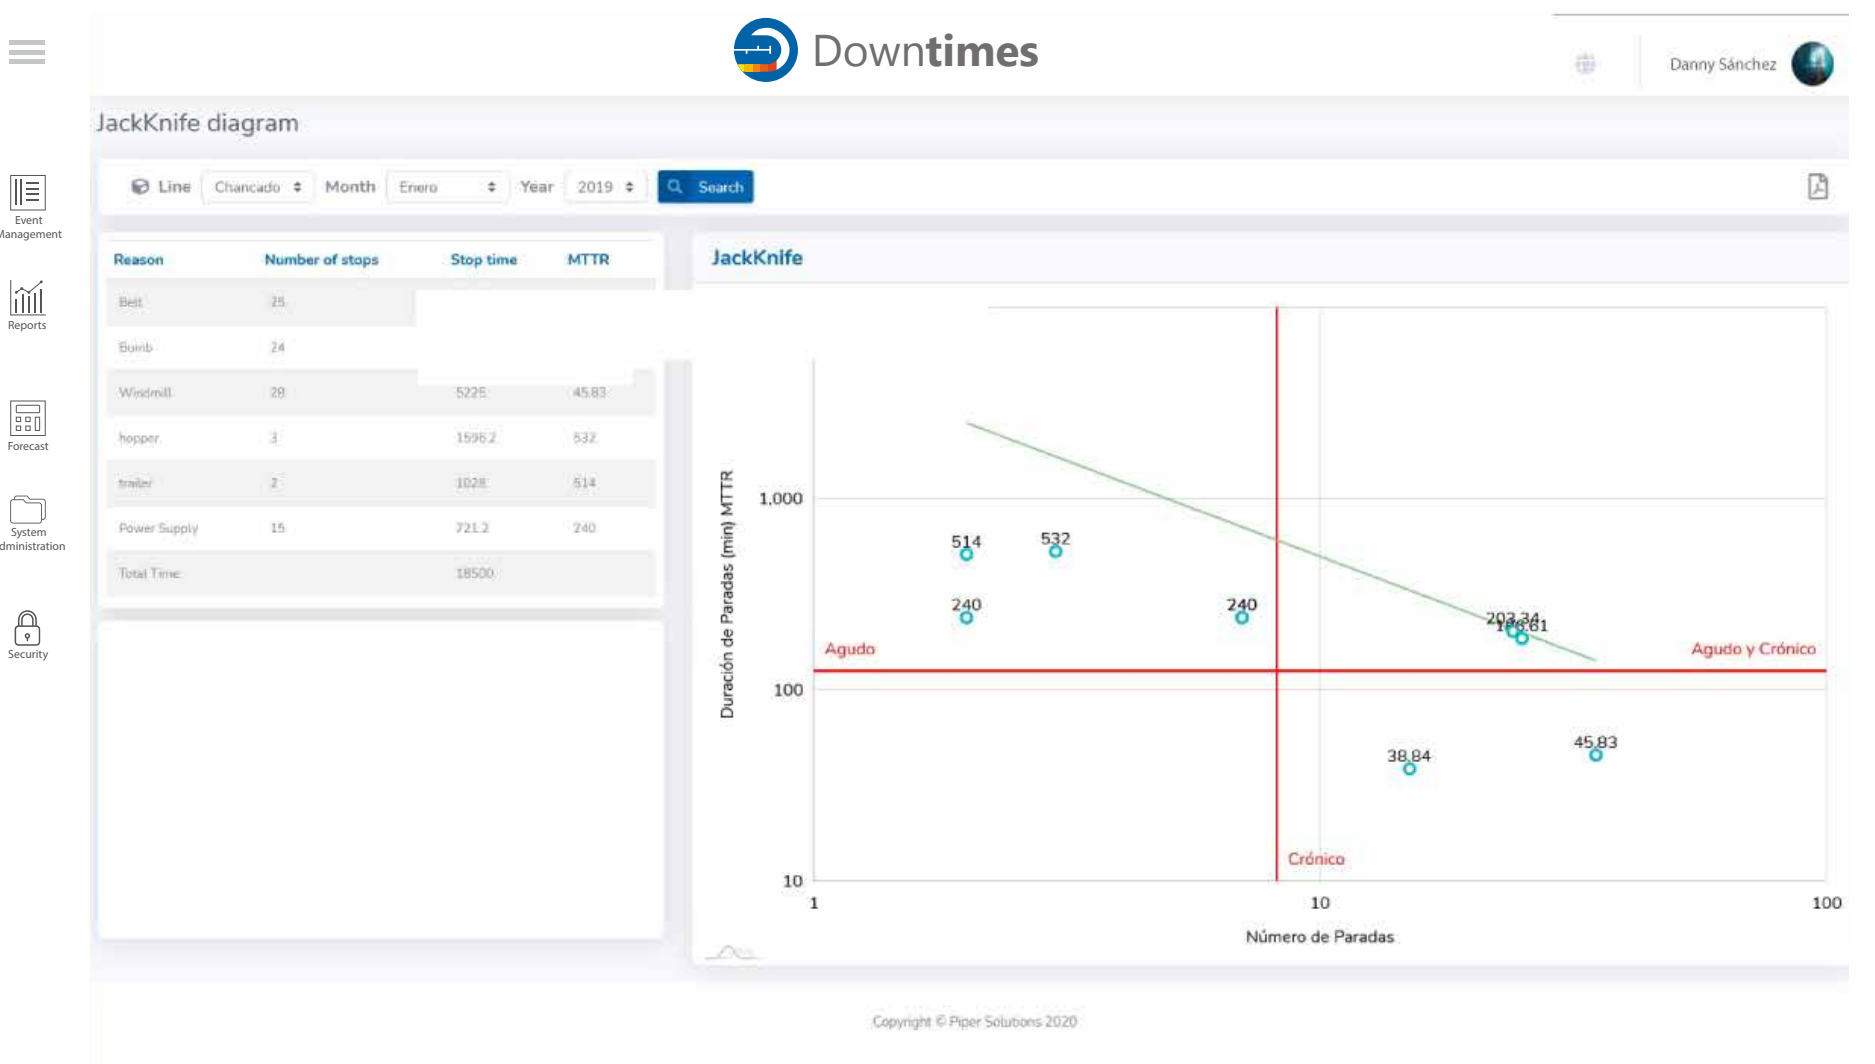 Downtimes
Danny Sánchez
JackKnife diagram
Line Chancado Month Enero Year 2019 Search
Event
Management
Reports
Forecast
System
dministration
Security
Reason Number of stops Stop time MTTR
Belt 25
Bomb 24
Windmill 28 5225 45.83
hopper 3 1596.2 532
trailer 2 1028 514
Power Supply 15 721.2 240
Total Time 18500
JackKnife
Duración de Paradas (min) MTTR
1,000
100
10
514
532
240
240
203.34
61
Agudo
Agudo y Crónico
38.84
45.83
Crónico
1 10 100
Número de Paradas
Copyright © Piper Solutions 2020